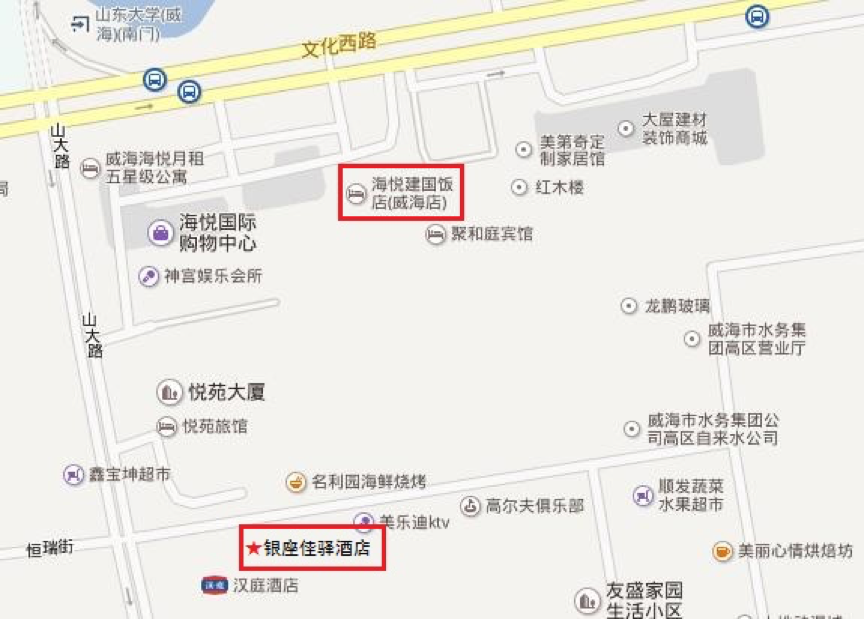 山东大学(威
海)(南门)
文化西路
大屋建材
装饰商城
美第奇定
制家居馆
山大路
威海海悦月租
五星级公寓
局
海悦建国饭
店(威海店)
红木楼
海悦国际
购物中心
聚和庭宾馆
神宫娱乐会所
龙鹏玻璃
山大路
威海市水务集
团高区营业厅
悦苑大厦
悦苑旅馆
威海市水务集团公
司高区自来水公司
鑫宝坤超市
名利园海鲜烧烤
顺发蔬菜
水果超市
高尔夫俱乐部
美乐迪ktv
恒瑞街
★银座佳驿酒店
美丽心情烘焙坊
汉庭
汉庭酒店
友盛家园
生活小区